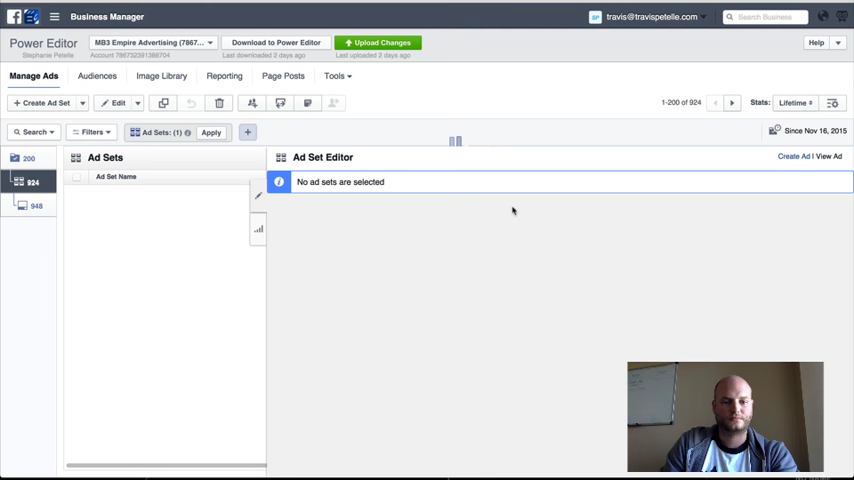 Business Manager
SP travis@travispetelle.com
Search Business
Power Editor
Stephanie Petelle
MB3 Empire Advertising (7867...
Account 786732391388704
Download to Power Editor
Last downloaded 2 days ago
Upload Changes
Last uploaded 2 days ago
Help
Manage Ads
Audiences
Image Library
Reporting
Page Posts
Tools
+ Create Ad Set
Edit
1-200 of 924
Stats: Lifetime
Search
Filters
Ad Sets: (1)
Apply
+
Since Nov 16, 2015
200
Ad Sets
Ad Set Editor
Create Ad I View Ad
924
Ad Set Name
No ad sets are selected
948